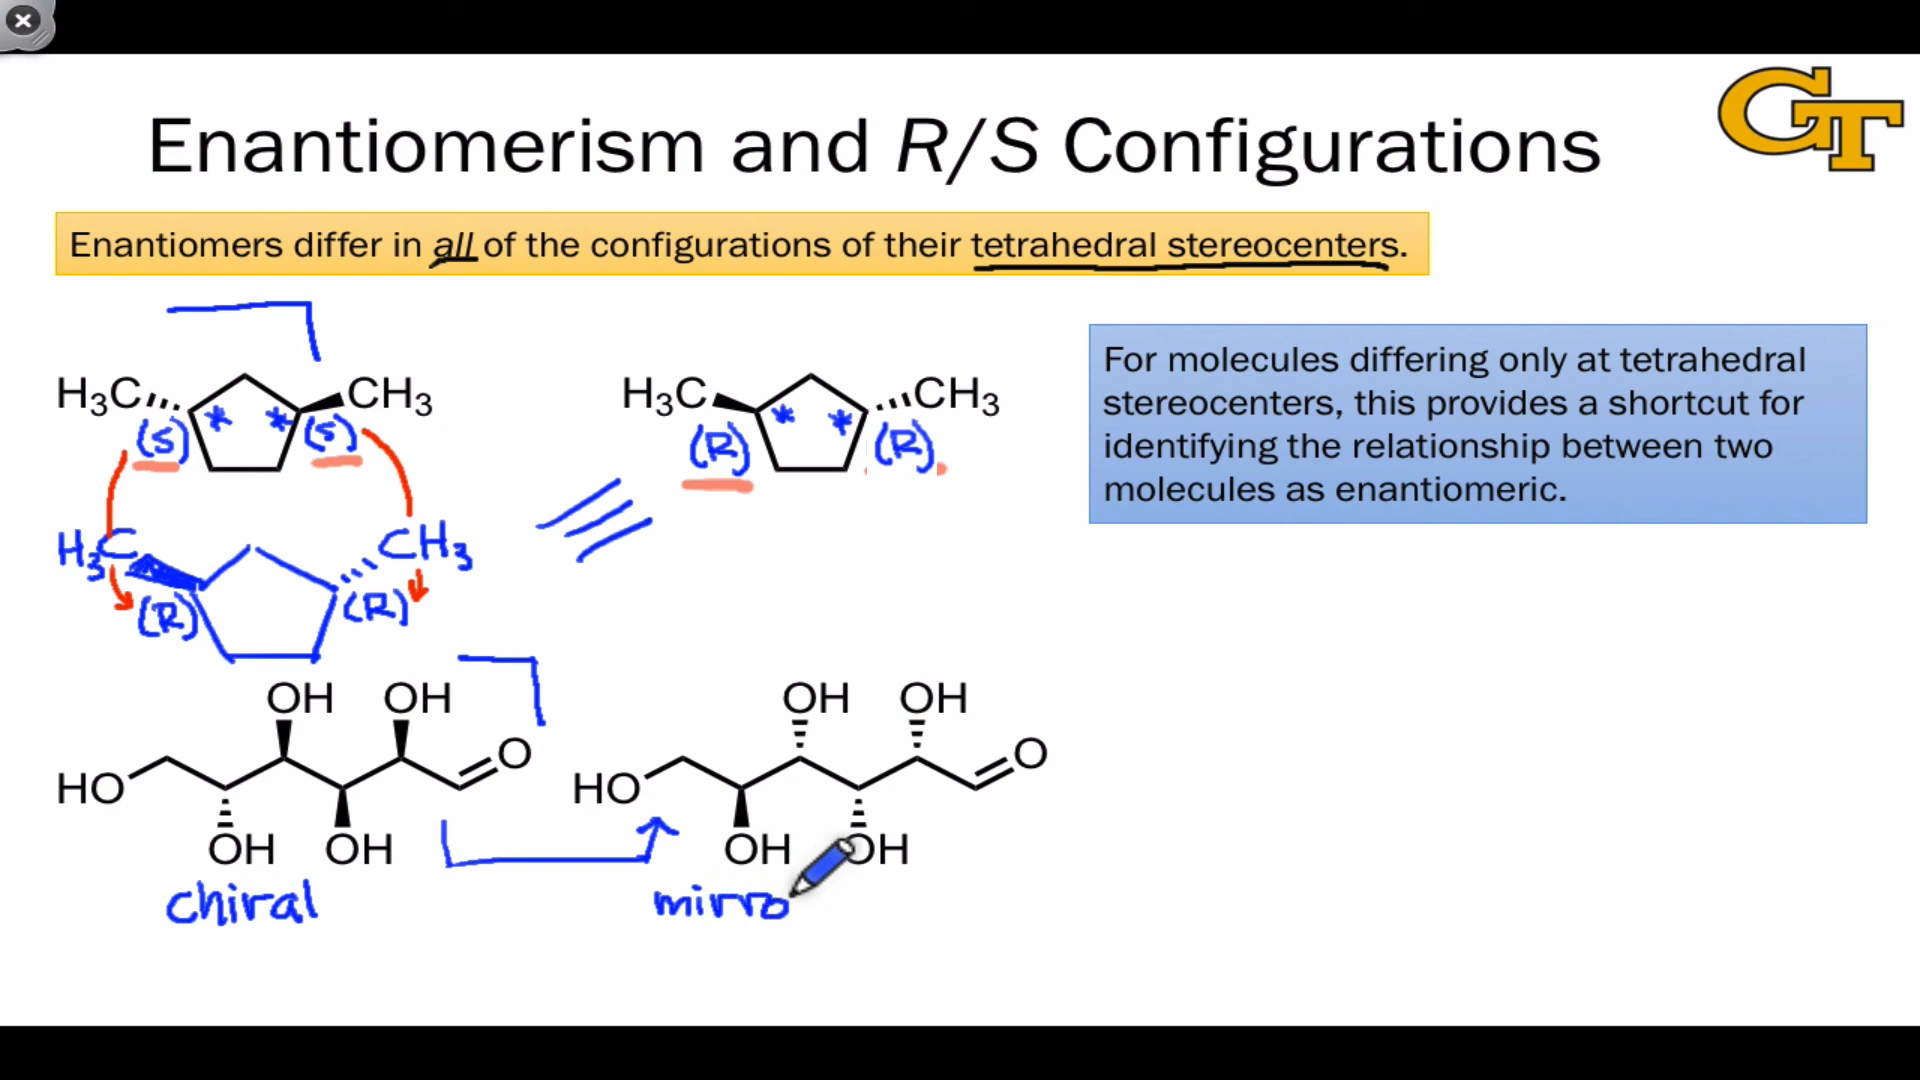 GT
Enantiomerism and R/S Configurations
Enantiomers differ in all of the configurations of their tetrahedral stereocenters.
For molecules differing only at tetrahedral
stereocenters, this provides a shortcut for
identifying the relationship between two
molecules as enantiomeric.
H3C CH3 H3C CH3
* * * *
(S) (S) (R) (R)
H3C CH3
(R) (R)
OH OH OH OH
O O
HO HO
OH OH OH OH
chiral mirro